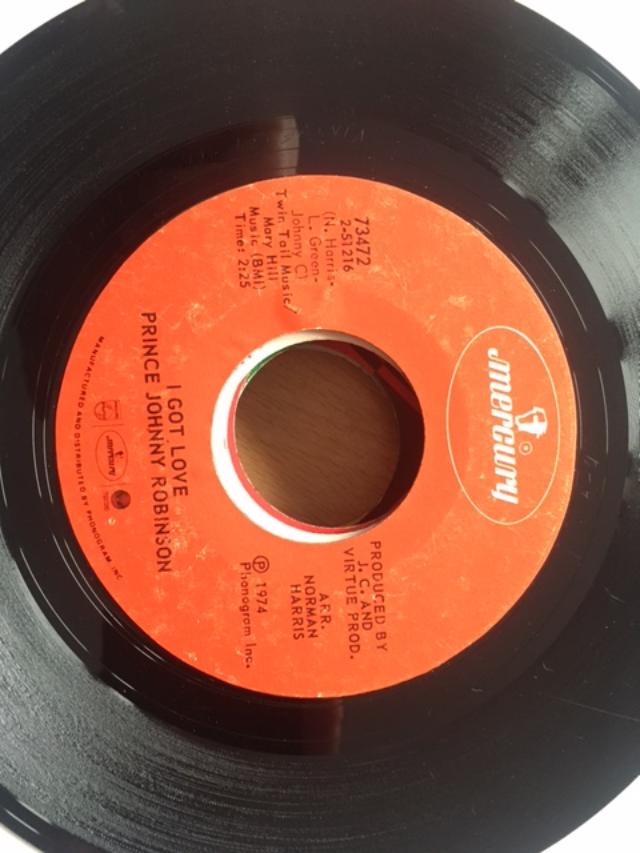 mercury
73472
2-51216
(N. Harris-
L. Green-
Johnny C)
Twin Tail Music/
Mary Hill
Music (BMI)
Time: 2:25
PRODUCED BY
J. C. AND
VIRTUE PROD.
ARR.
NORMAN
HARRIS
℗ 1974
Phonogram Inc.
I GOT LOVE
PRINCE JOHNNY ROBINSON
mercury
MANUFACTURED AND DISTRIBUTED BY PHONOGRAM, INC.